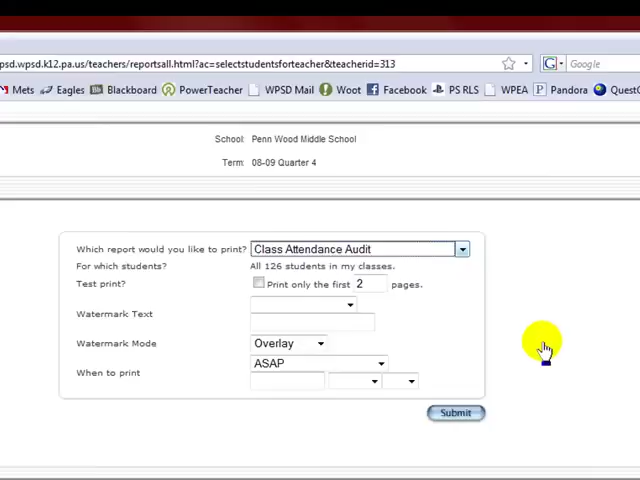 psd.wpsd.k12.pa.us/teachers/reportsall.html?ac=selectstudentsforteacher&teacherid=313
Google
Mets Eagles Blackboard PowerTeacher WPSD Mail Woot Facebook PS RLS WPEA Pandora QuestG
School: Penn Wood Middle School
Term: 08-09 Quarter 4
Which report would you like to print? Class Attendance Audit
For which students? All 126 students in my classes.
Test print? Print only the first 2 pages.
Watermark Text
Watermark Mode Overlay
ASAP
When to print
Submit